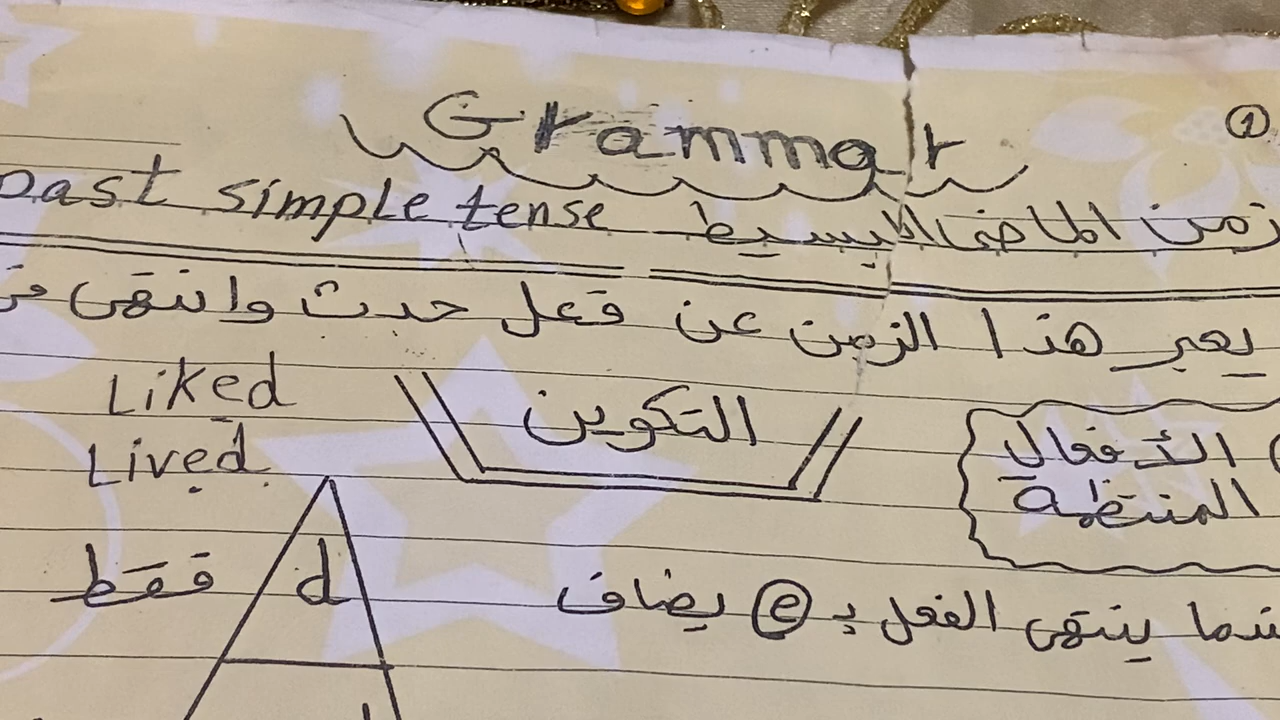 Grammar
①
past simple tense زمن الماضي البسيط
يعبر هذا الزمن عن فعل حدث وانتهى
Liked
Lived
التكوين
الأفعال
المنتظمة
ينتهي الفعل بـ ⓔ يضاف d فقط